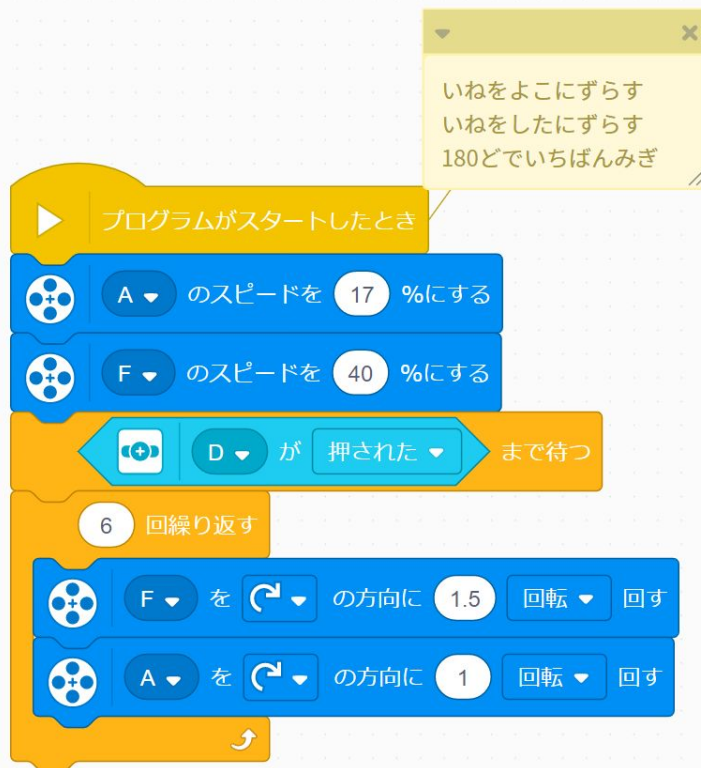 いねをよこにずらす
いねをしたにずらす
180どでいちばんみぎ
プログラムがスタートしたとき
A のスピードを 17 %にする
F のスピードを 40 %にする
D が 押された まで待つ
6 回繰り返す
F を の方向に 1.5 回転 回す
A を の方向に 1 回転 回す